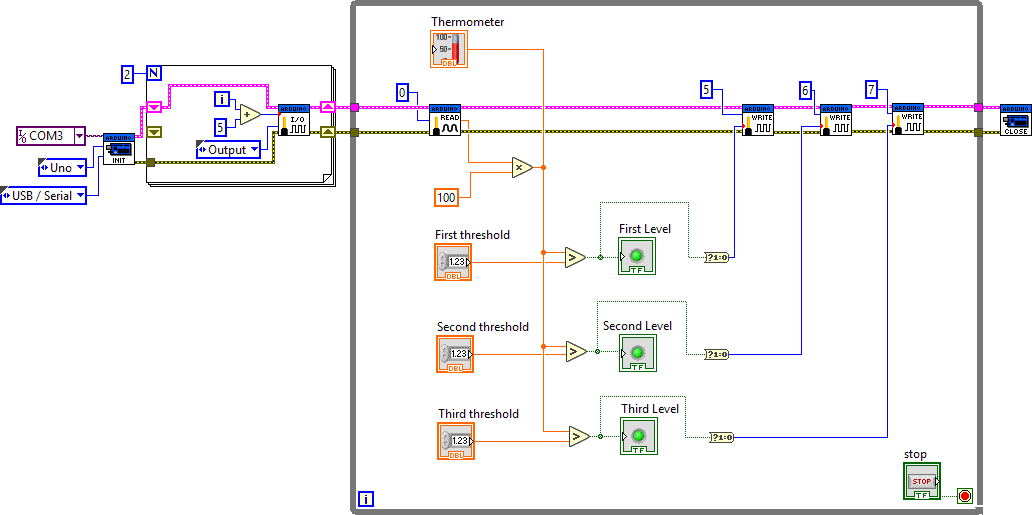 Thermometer
100
50
DBL
2
N
i
0
5
6
7
+
5
COM3
ARDUINO
INIT
ARDUINO
I/O
ARDUINO
READ
ARDUINO
WRITE
ARDUINO
WRITE
ARDUINO
WRITE
ARDUINO
CLOSE
Output
Uno
USB / Serial
×
100
First threshold
1.23
DBL
>
First Level
TF
?1:0
Second threshold
1.23
DBL
>
Second Level
TF
?1:0
Third threshold
1.23
DBL
>
Third Level
TF
?1:0
stop
STOP
TF
i